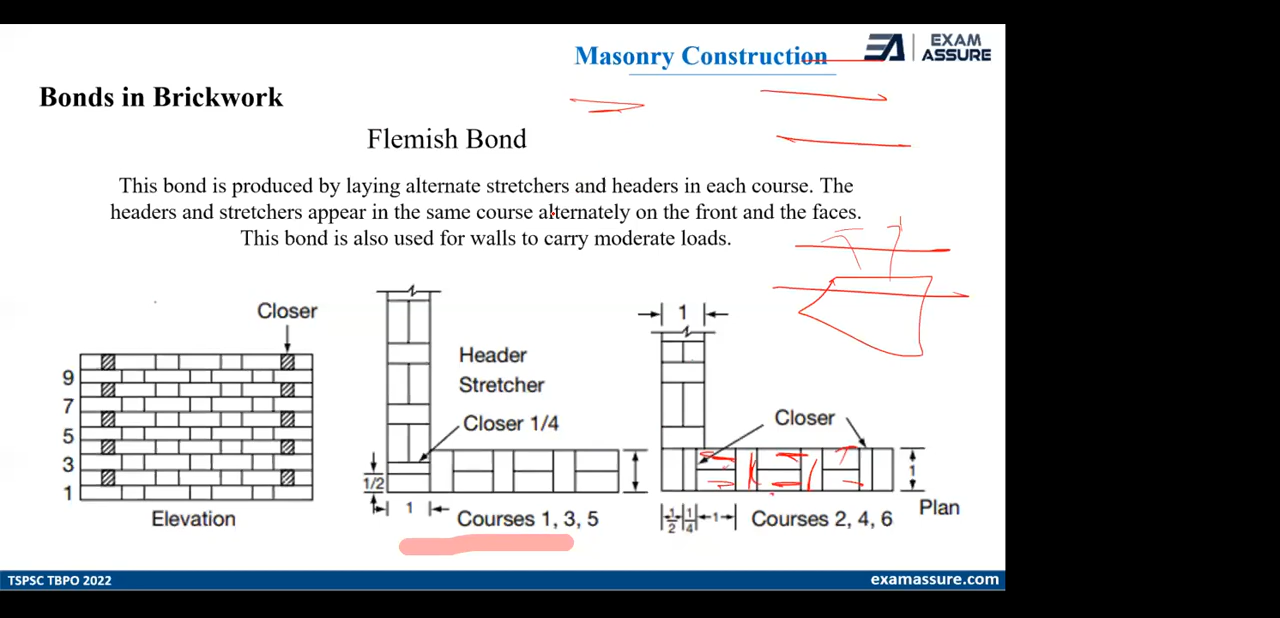 Masonry Construction
EXAM
ASSURE
Bonds in Brickwork
Flemish Bond
This bond is produced by laying alternate stretchers and headers in each course. The
headers and stretchers appear in the same course alternately on the front and the faces.
This bond is also used for walls to carry moderate loads.
Closer
9
7
5
3
1
Elevation
Header
Stretcher
Closer 1/4
1/2
1
Courses 1, 3, 5
1
Closer
1
1/2 1/4 1
Courses 2, 4, 6
Plan
TSPSC TBPO 2022
examassure.com